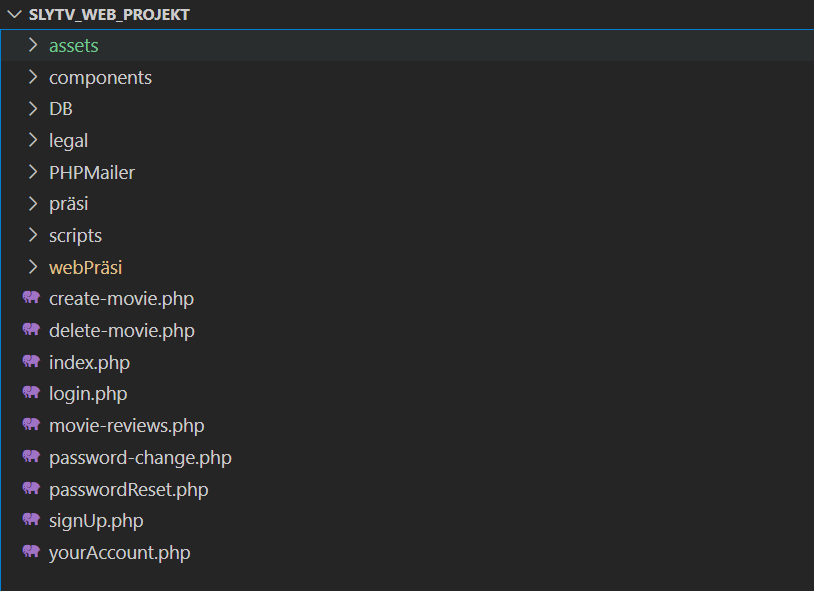 SLYTV_WEB_PROJEKT
assets
components
DB
legal
PHPMailer
präsi
scripts
webPräsi
create-movie.php
delete-movie.php
index.php
login.php
movie-reviews.php
password-change.php
passwordReset.php
signUp.php
yourAccount.php